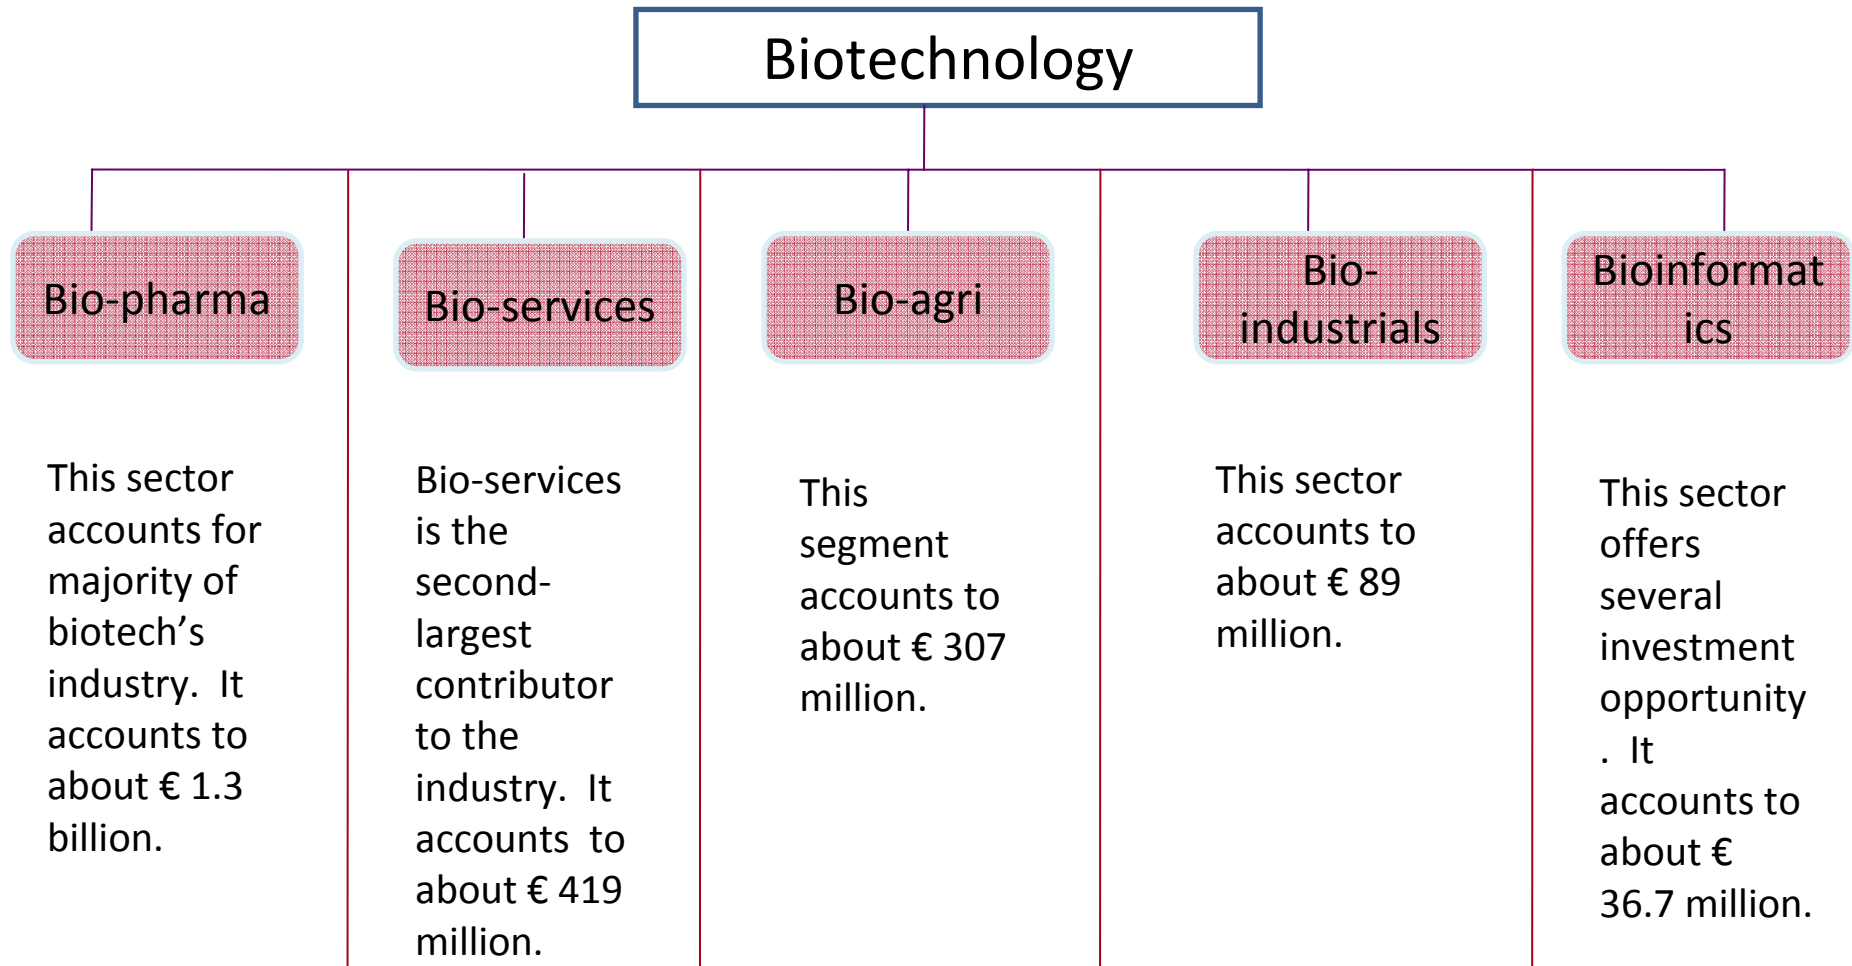 Biotechnology
Bio-pharma
Bio-services
Bio-agri
Bio-
industrials
Bioinformat
ics
This sector
accounts for
majority of
biotech’s
industry.  It
accounts to
about € 1.3
billion.
Bio-services
is the
second-
largest
contributor
to the
industry.  It
accounts  to
about € 419
million.
This
segment
accounts to
about € 307
million.
This sector
accounts to
about € 89
million.
This sector
offers
several
investment
opportunity
.  It
accounts to
about €
36.7 million.